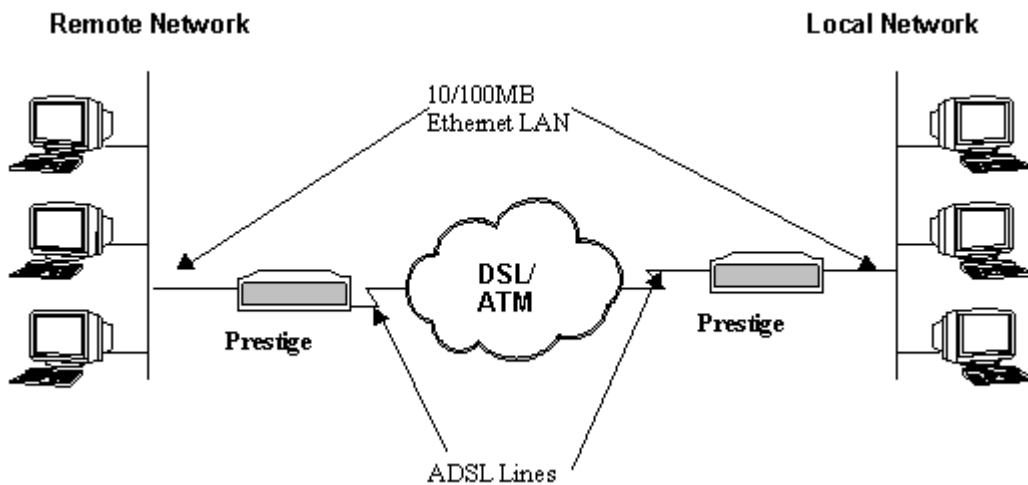 Remote Network
Local Network
10/100MB
Ethernet LAN
DSL/
ATM
Prestige
Prestige
ADSL Lines